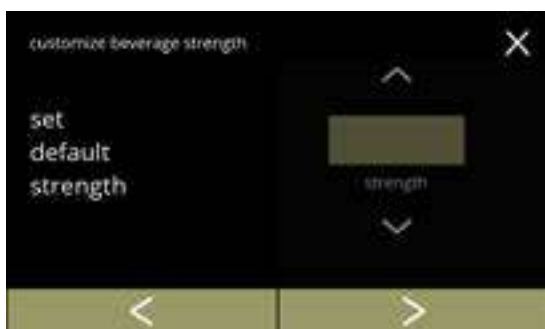 customize beverage strength
set
default
strength
strength